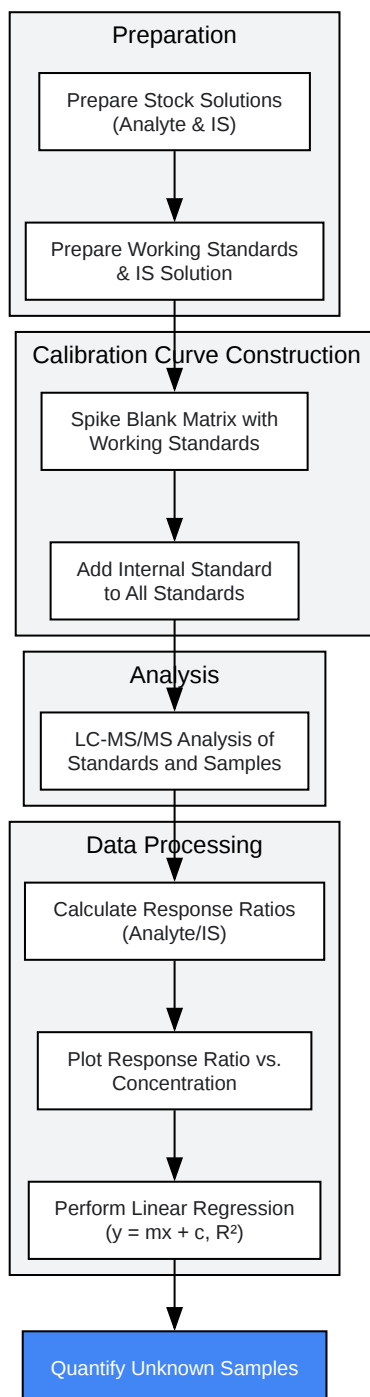 Preparation
Prepare Stock Solutions
(Analyte & IS)
Prepare Working Standards
& IS Solution
Calibration Curve Construction
Spike Blank Matrix with
Working Standards
Add Internal Standard
to All Standards
Analysis
LC-MS/MS Analysis of
Standards and Samples
Data Processing
Calculate Response Ratios
(Analyte/IS)
Plot Response Ratio vs.
Concentration
Perform Linear Regression
(y = mx + c, R²)
Quantify Unknown Samples